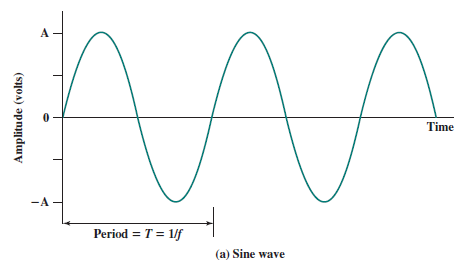 A
0
−A
Amplitude (volts)
Time
Period = T = 1/f
(a) Sine wave